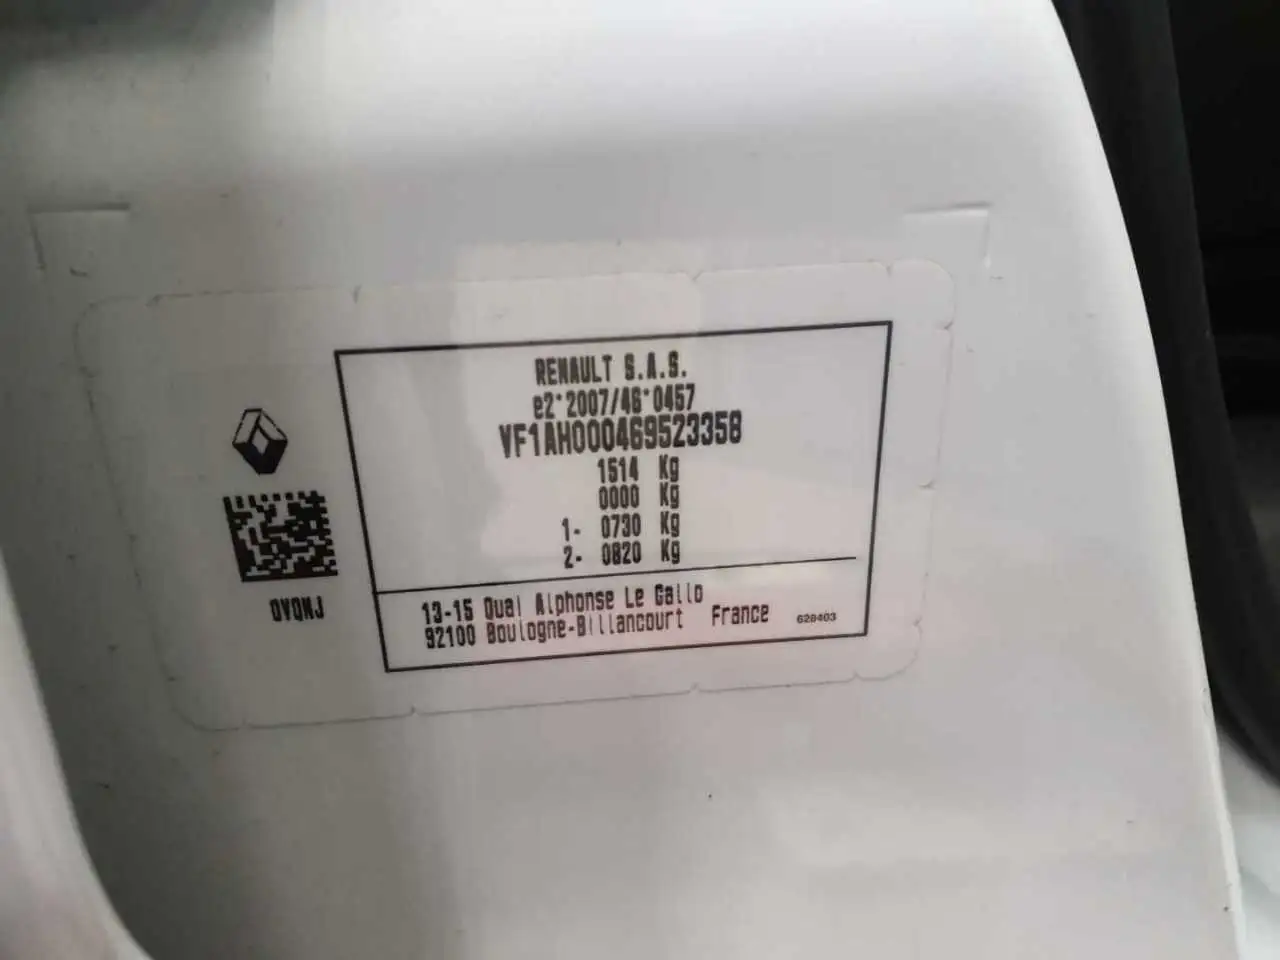 RENAULT S.A.S.
e2*2007/46*0457
VF1AH000469523358
1514 Kg
0000 Kg
1- 0730 Kg
2- 0820 Kg
0VQNJ
13-15 Quai Alphonse Le Gallo
92100 Boulogne-Billancourt France
628403